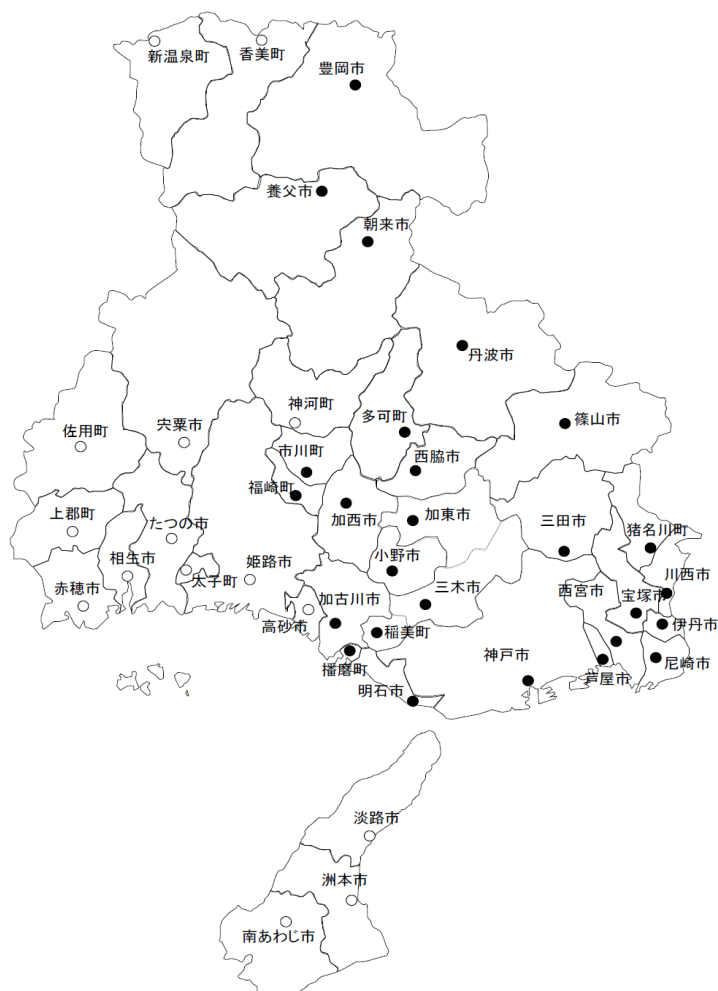 新温泉町
香美町
豊岡市
養父市
朝来市
丹波市
神河町
多可町
篠山市
佐用町
宍粟市
市川町
西脇市
福崎町
上郡町
たつの市
加西市
加東市
三田市
猪名川町
相生市
姫路市
小野市
川西市
太子町
赤穂市
三木市
西宮市
宝塚市
加古川市
高砂市
稲美町
伊丹市
神戸市
播磨町
尼崎市
芦屋市
明石市
淡路市
洲本市
南あわじ市